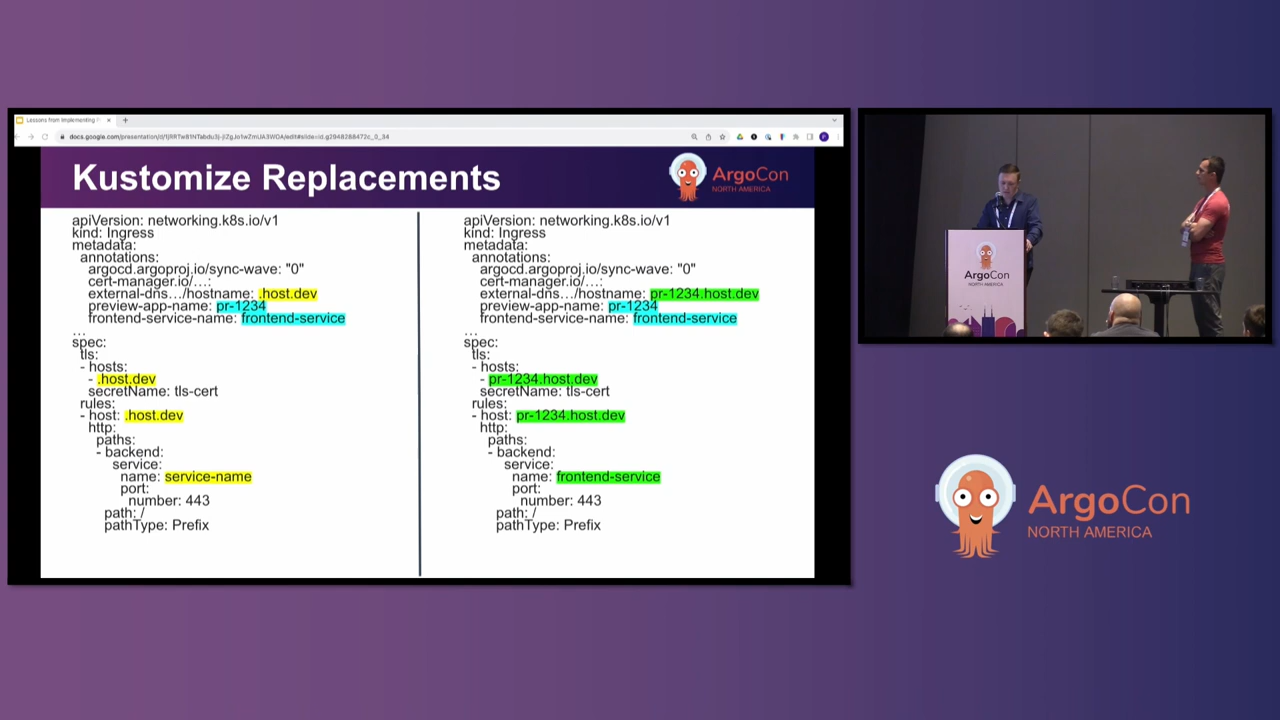 Lessons from Implementing P
docs.google.com/presentation/d/
Kustomize Replacements
ArgoCon
NORTH AMERICA
apiVersion: networking.k8s.io/v1
kind: Ingress
metadata:
annotations:
argocd.argoproj.io/sync-wave: "0"
cert-manager.io/…:
external-dns…/hostname: .host.dev
preview-app-name: pr-1234
frontend-service-name: frontend-service
…
spec:
tls:
- hosts:
- .host.dev
secretName: tls-cert
rules:
- host: .host.dev
http:
paths:
- backend:
service:
name: service-name
port:
number: 443
path: /
pathType: Prefix
apiVersion: networking.k8s.io/v1
kind: Ingress
metadata:
annotations:
argocd.argoproj.io/sync-wave: "0"
cert-manager.io/…:
external-dns…/hostname: pr-1234.host.dev
preview-app-name: pr-1234
frontend-service-name: frontend-service
…
spec:
tls:
- hosts:
- pr-1234.host.dev
secretName: tls-cert
rules:
- host: pr-1234.host.dev
http:
paths:
- backend:
service:
name: frontend-service
port:
number: 443
path: /
pathType: Prefix
ArgoCon
NORTH AMERICA
ArgoCon
NORTH AMERICA